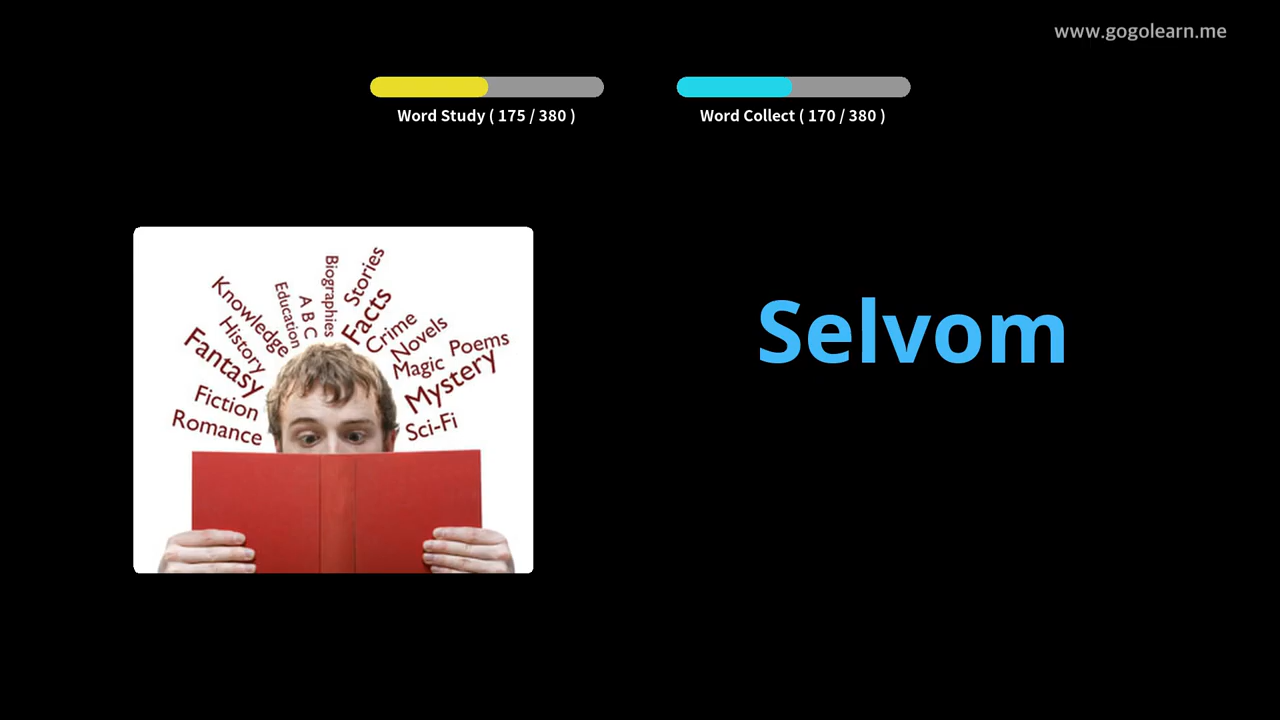 www.gogolearn.me
Word Study ( 175 / 380 )
Word Collect ( 170 / 380 )
Selvom
Biographies
Stories
Education
A B C
Facts
Knowledge
History
Crime
Novels
Poems
Fantasy
Magic
Mystery
Fiction
Romance
Sci-Fi